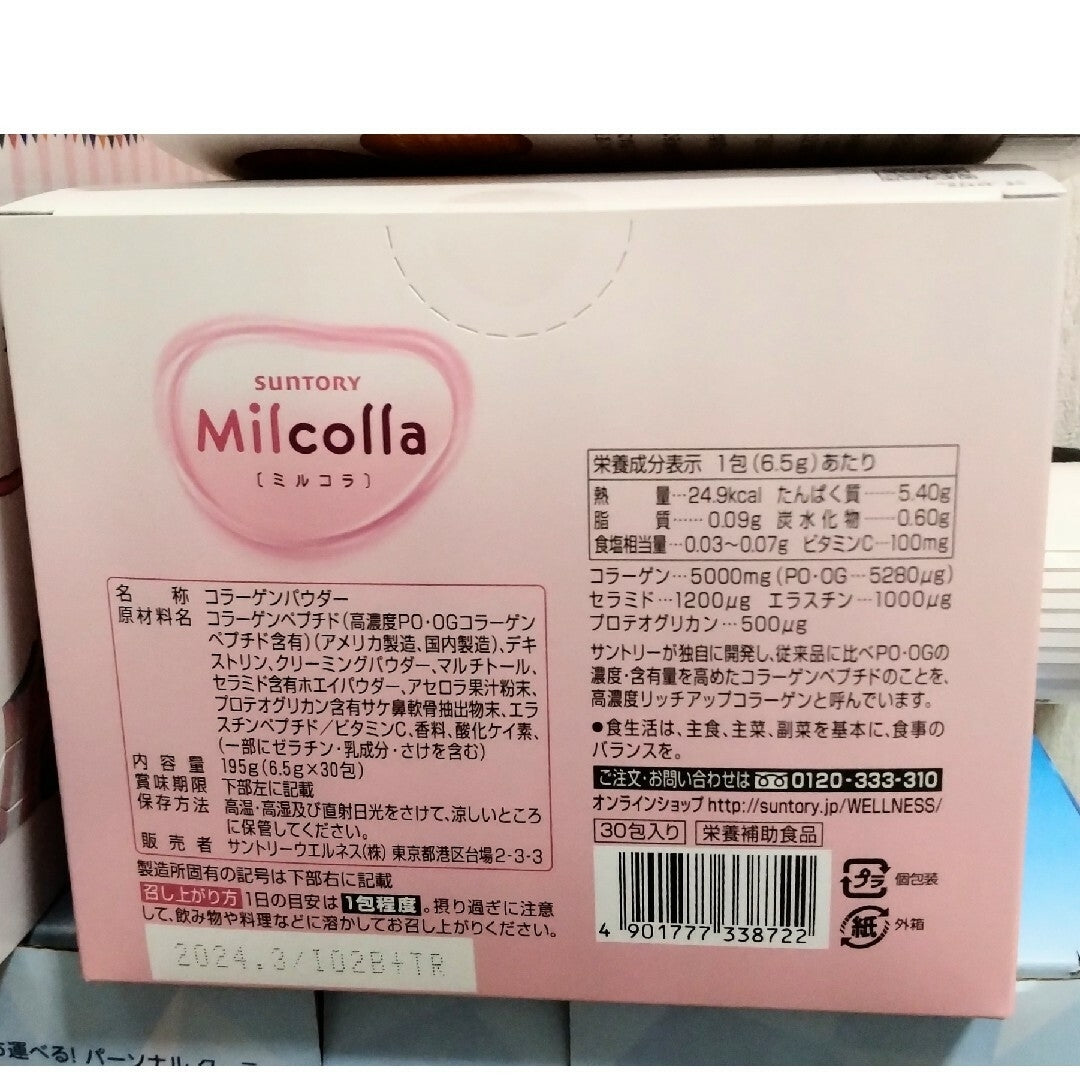 SUNTORY
Milcolla
[ミルコラ]
名 称 コラーゲンパウダー
原材料名 コラーゲンペプチド(高濃度PO・OGコラーゲン
ペプチド含有)(アメリカ製造、国内製造)、デキ
ストリン、クリーミングパウダー、マルチトール、
セラミド含有ホエイパウダー、アセロラ果汁粉末、
プロテオグリカン含有サケ鼻軟骨抽出物末、エラ
スチンペプチド/ビタミンC、香料、酸化ケイ素、
(一部にゼラチン・乳成分・さけを含む)
内 容 量 195g(6.5g×30包)
賞味期限 下部左に記載
保存方法 高温・高湿及び直射日光をさけて、涼しいところ
に保管してください。
販 売 者 サントリーウエルネス(株) 東京都港区台場2-3-3
製造所固有の記号は下部右に記載
召し上がり方 1日の目安は1包程度。摂り過ぎに注意
して、飲み物や料理などに溶かしてお召し上がりください。
2024.3/I02B+TR
栄養成分表示 1包(6.5g)あたり
熱 量…24.9kcal たんぱく質……5.40g
脂 質……0.09g 炭水化物……0.60g
食塩相当量…0.03~0.07g ビタミンC…100mg
コラーゲン…5000mg(PO・OG…5280μg)
セラミド…1200μg エラスチン…1000μg
プロテオグリカン…500μg
サントリーが独自に開発し、従来品に比べPO・OGの
濃度・含有量を高めたコラーゲンペプチドのことを、
高濃度リッチアップコラーゲンと呼んでいます。
●食生活は、主食、主菜、副菜を基本に、食事の
バランスを。
ご注文・お問い合わせは 0120-333-310
オンラインショップ http://suntory.jp/WELLNESS/
30包入り 栄養補助食品
4 901777 338722
プラ 個包装
紙 外箱
運べる! パーソナル